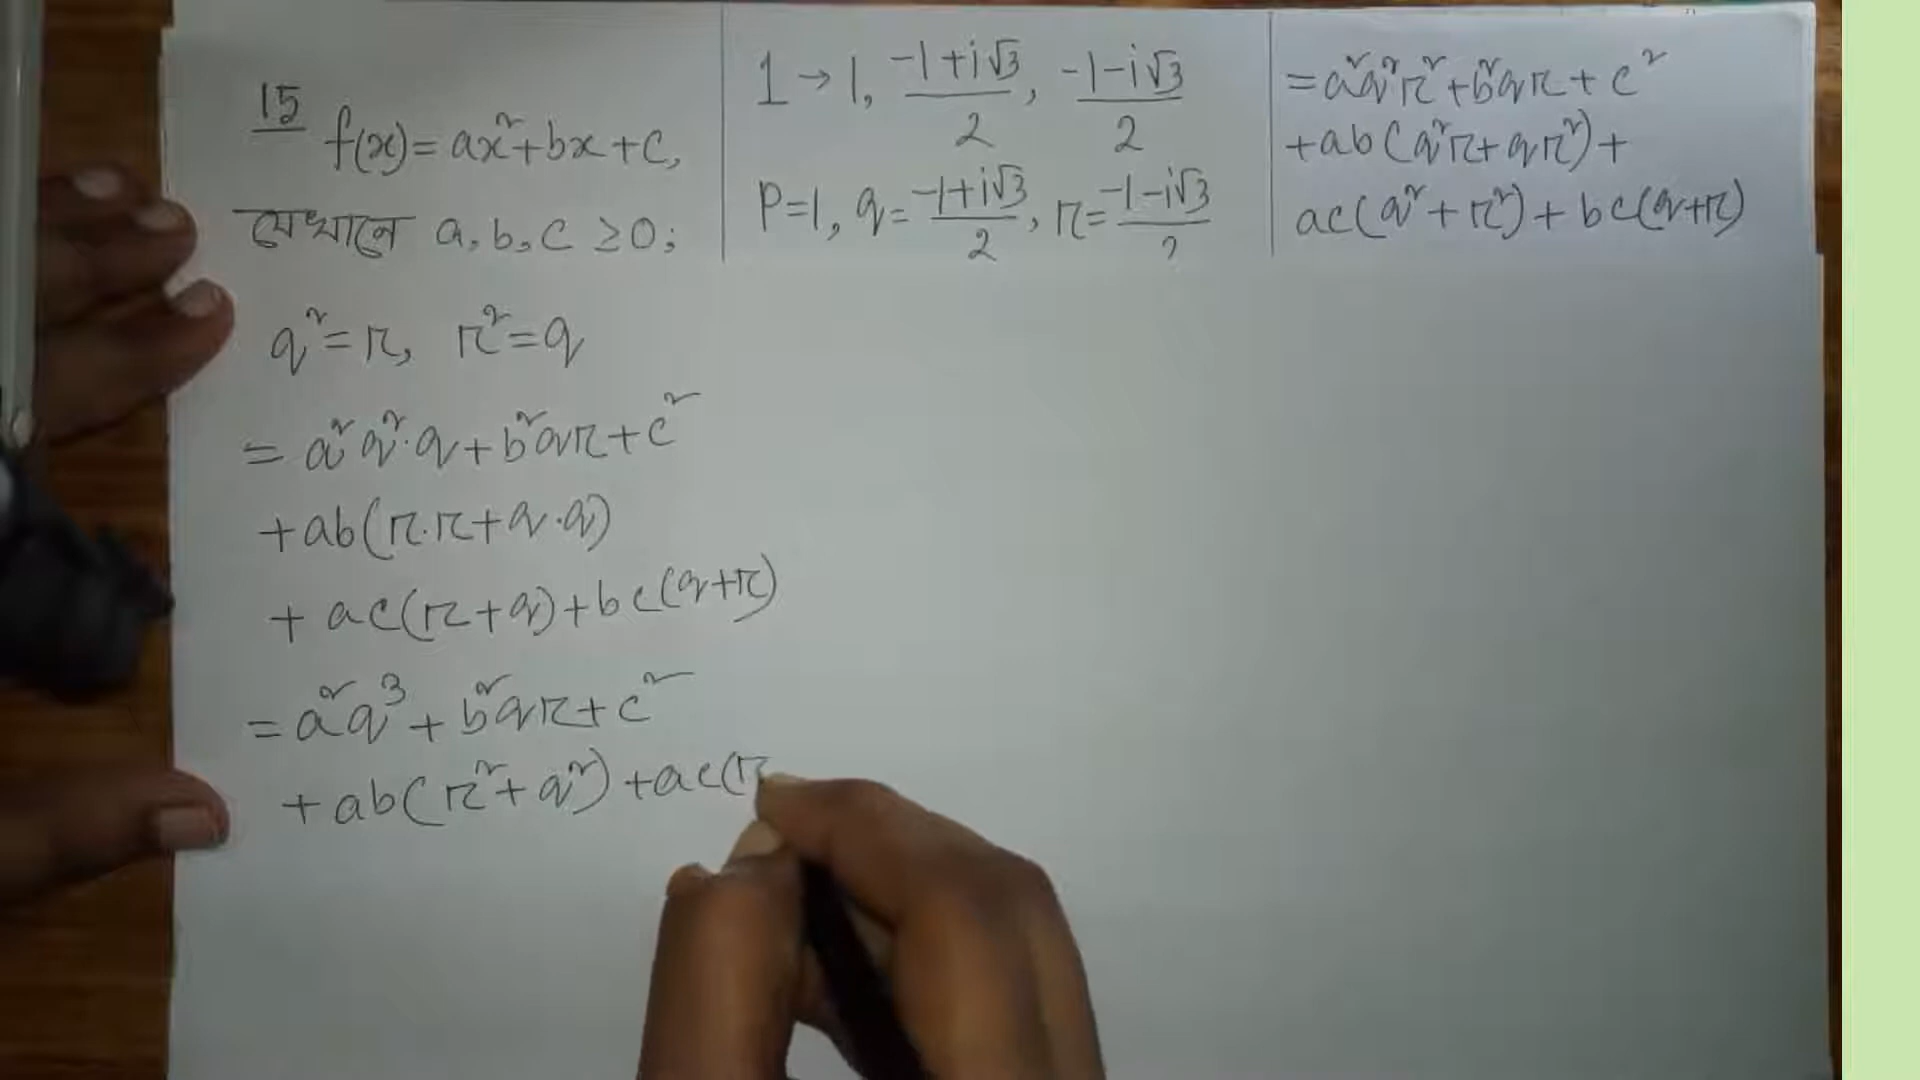 15 f(x) = ax²+bx+c,
যেখানে a, b, c ≥ 0;
1 → 1, (-1+i√3)/2, (-1-i√3)/2
P=1, q = (-1+i√3)/2, r = (-1-i√3)/2
= a²q²r² + b²qr + c²
+ab(q²r+qr²) +
ac(q²+r²) + bc(q+r)
q² = r, r² = q
= a²q²·q + b²qr + c²
+ab(r·r+q·q)
+ ac(r+q) + bc(q+r)
= a²q³ + b²qr + c²
+ ab(r²+q²) + ac(r